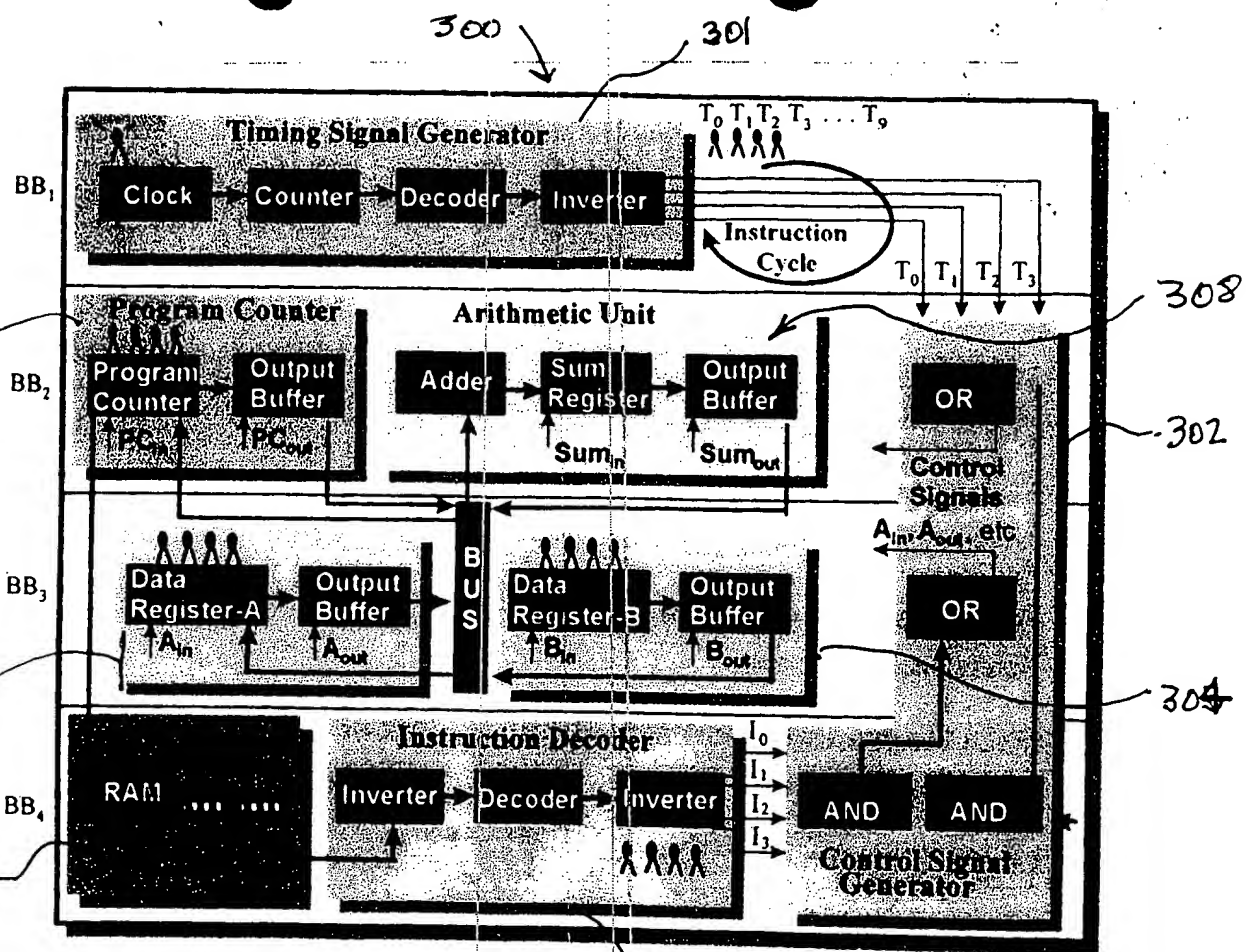 300
301
Timing Signal Generator
T0 T1 T2 T3 ... T9
BB1
Clock
Counter
Decoder
Inverter
Instruction
Cycle
T0
T1
T2
T3
308
Program Counter
Arithmetic Unit
BB2
Program
Counter
Output
Buffer
Adder
Sum
Register
Output
Buffer
OR
PCin
PCout
Sumin
Sumout
302
Control
Signals
Ain, Aout, etc
BB3
Data
Register-A
Output
Buffer
BUS
Data
Register-B
Output
Buffer
OR
Ain
Aout
Bin
Bout
304
Instruction Decoder
I0
BB4
RAM .... ....
Inverter
Decoder
Inverter
I1
I2
I3
AND
AND
Control Signal
Generator